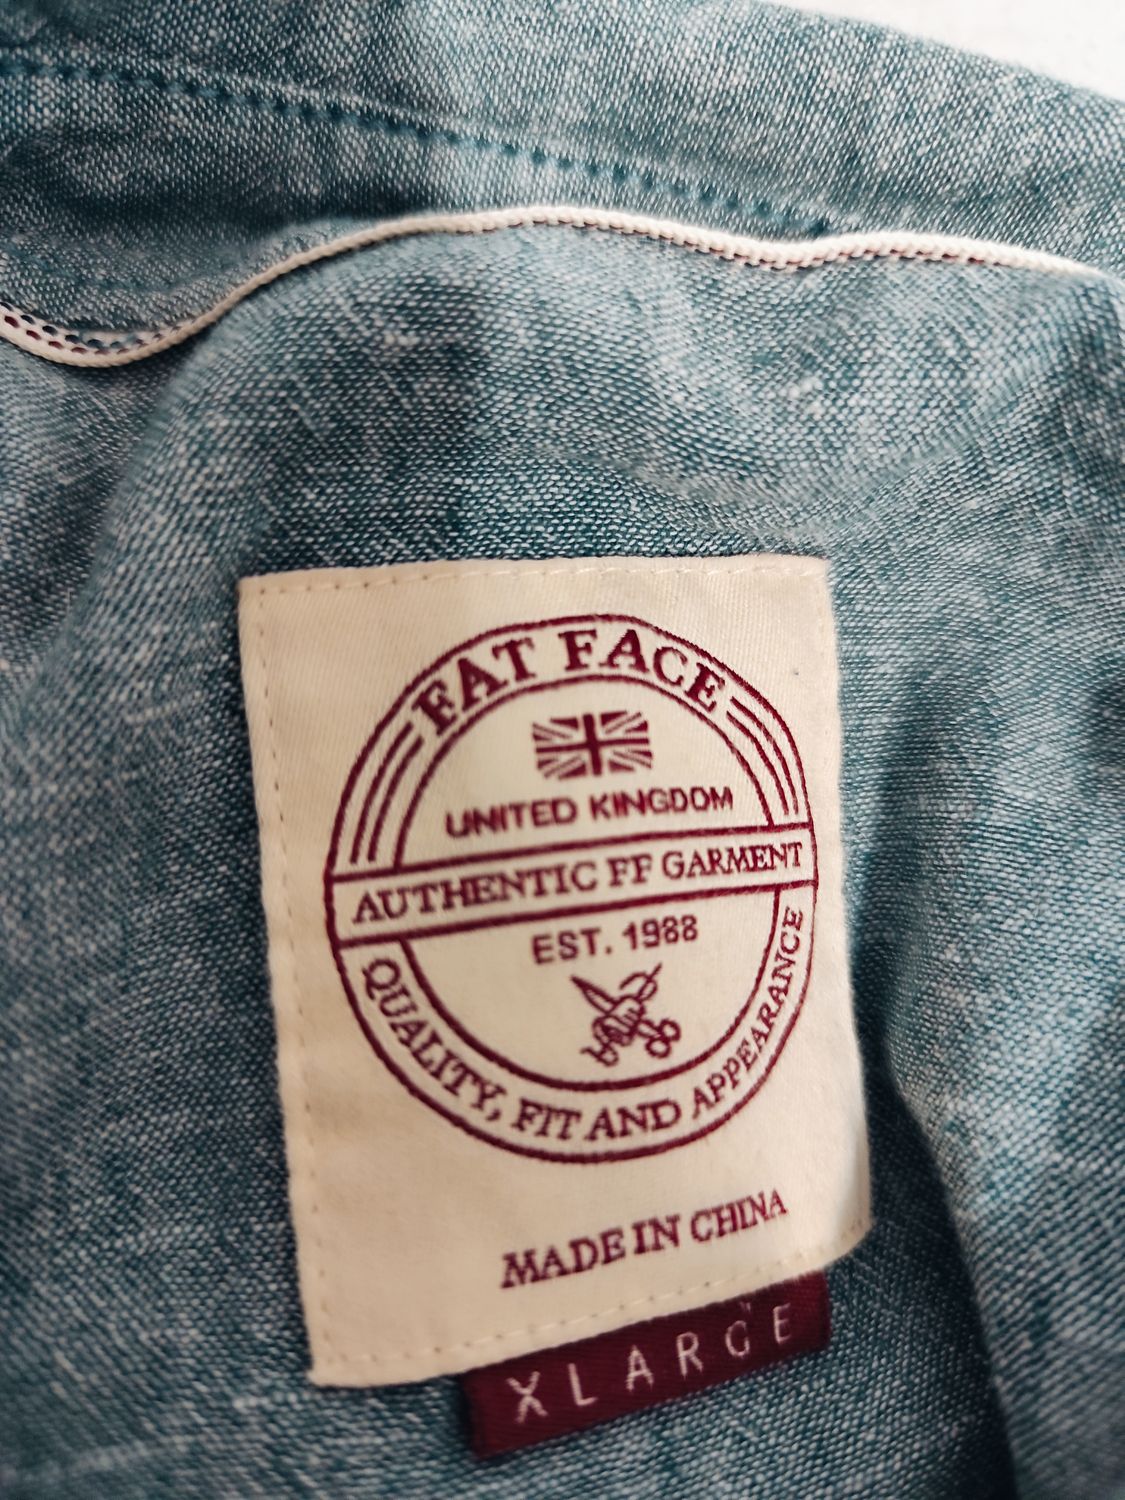 FAT FACE
UNITED KINGDOM
AUTHENTIC FF GARMENT
EST. 1988
QUALITY, FIT AND APPEARANCE
MADE IN CHINA
XLARGE